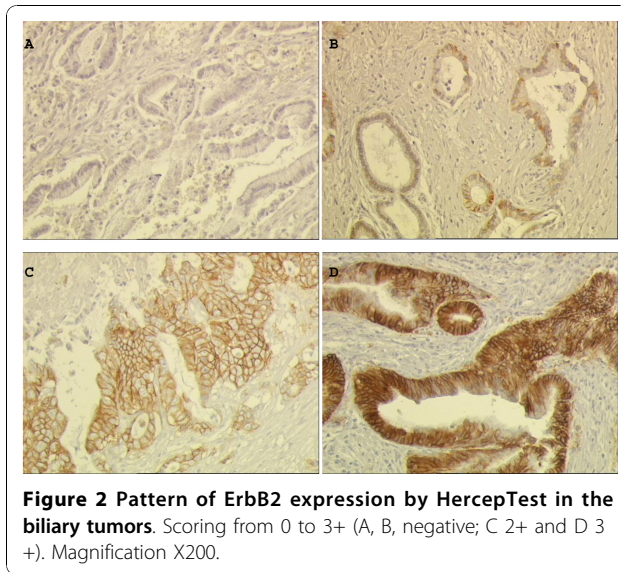 A
B
C
D
Figure 2 Pattern of ErbB2 expression by HercepTest in the
biliary tumors. Scoring from 0 to 3+ (A, B, negative; C 2+ and D 3
+). Magnification X200.